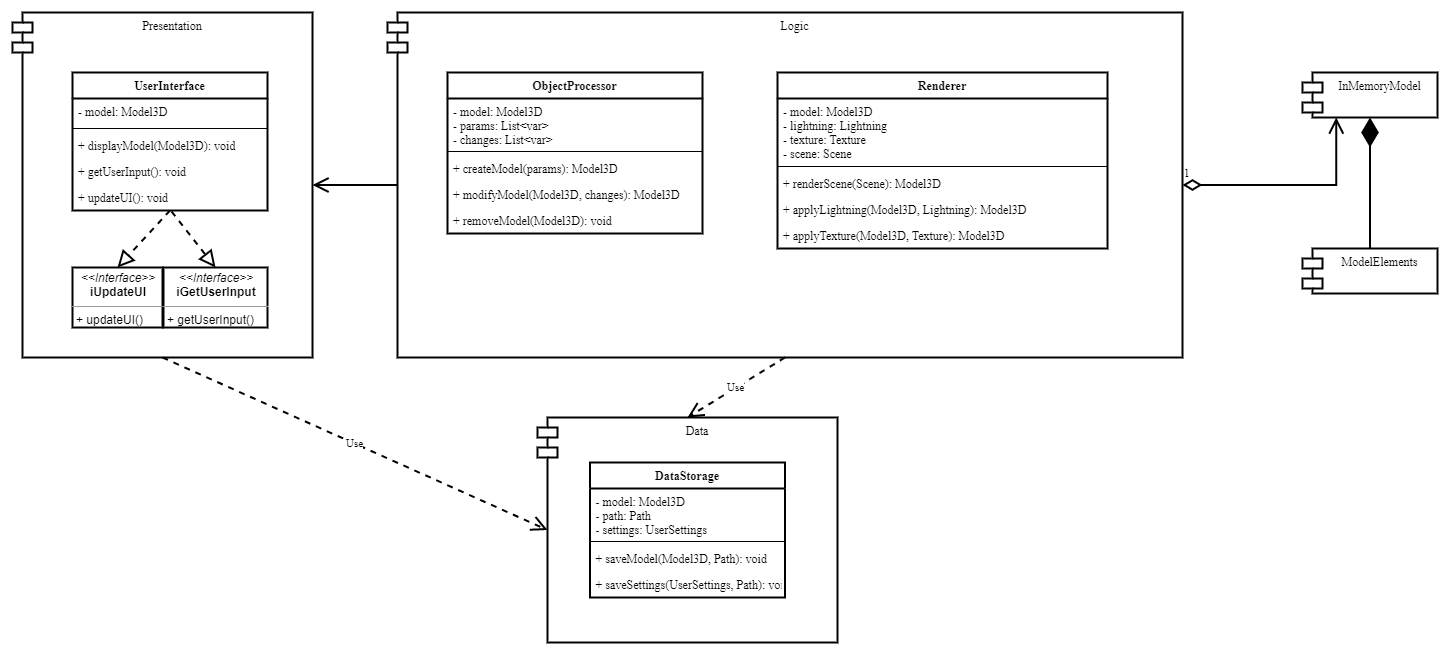 Presentation
UserInterface
- model: Model3D
+ displayModel(Model3D): void
+ getUserInput(): void
+ updateUI(): void
<<Interface>>
iUpdateUI
+ updateUI()
<<Interface>>
iGetUserInput
+ getUserInput()
Logic
ObjectProcessor
- model: Model3D
- params: List<var>
- changes: List<var>
+ createModel(params): Model3D
+ modifyModel(Model3D, changes): Model3D
+ removeModel(Model3D): void
Renderer
- model: Model3D
- lightning: Lightning
- texture: Texture
- scene: Scene
+ renderScene(Scene): Model3D
+ applyLightning(Model3D, Lightning): Model3D
+ applyTexture(Model3D, Texture): Model3D
1
InMemoryModel
ModelElements
Use
Use
Data
DataStorage
- model: Model3D
- path: Path
- settings: UserSettings
+ saveModel(Model3D, Path): void
+ saveSettings(UserSettings, Path): voi